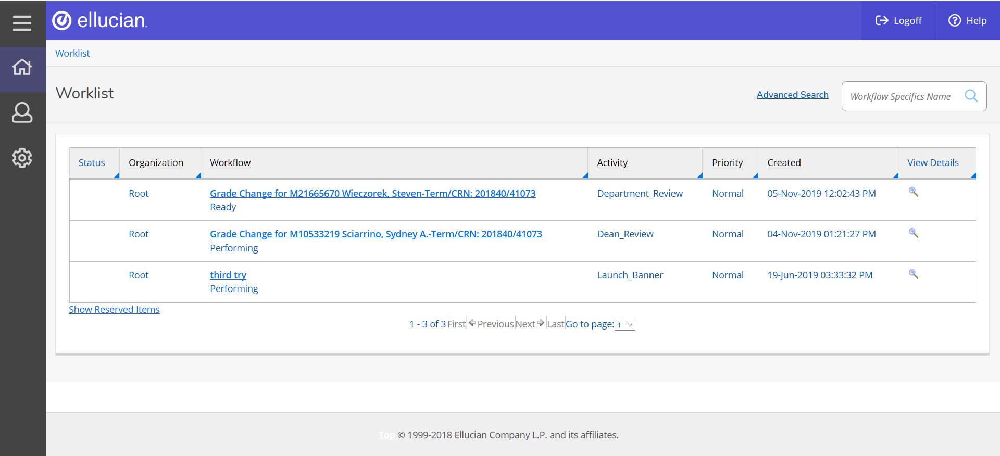 ellucian
Logoff
Help
Worklist
Worklist
Advanced Search
Workflow Specifics Name
Status Organization Workflow Activity Priority Created View Details
Root Grade Change for M21665670 Wieczorek, Steven-Term/CRN: 201840/41073 Department_Review Normal 05-Nov-2019 12:02:43 PM
Ready
Root Grade Change for M10533219 Sciarrino, Sydney A.-Term/CRN: 201840/41073 Dean_Review Normal 04-Nov-2019 01:21:27 PM
Performing
Root third try Launch_Banner Normal 19-Jun-2019 03:33:32 PM
Performing
Show Reserved Items
1 - 3 of 3 First Previous Next Last Go to page: 1
Top © 1999-2018 Ellucian Company L.P. and its affiliates.